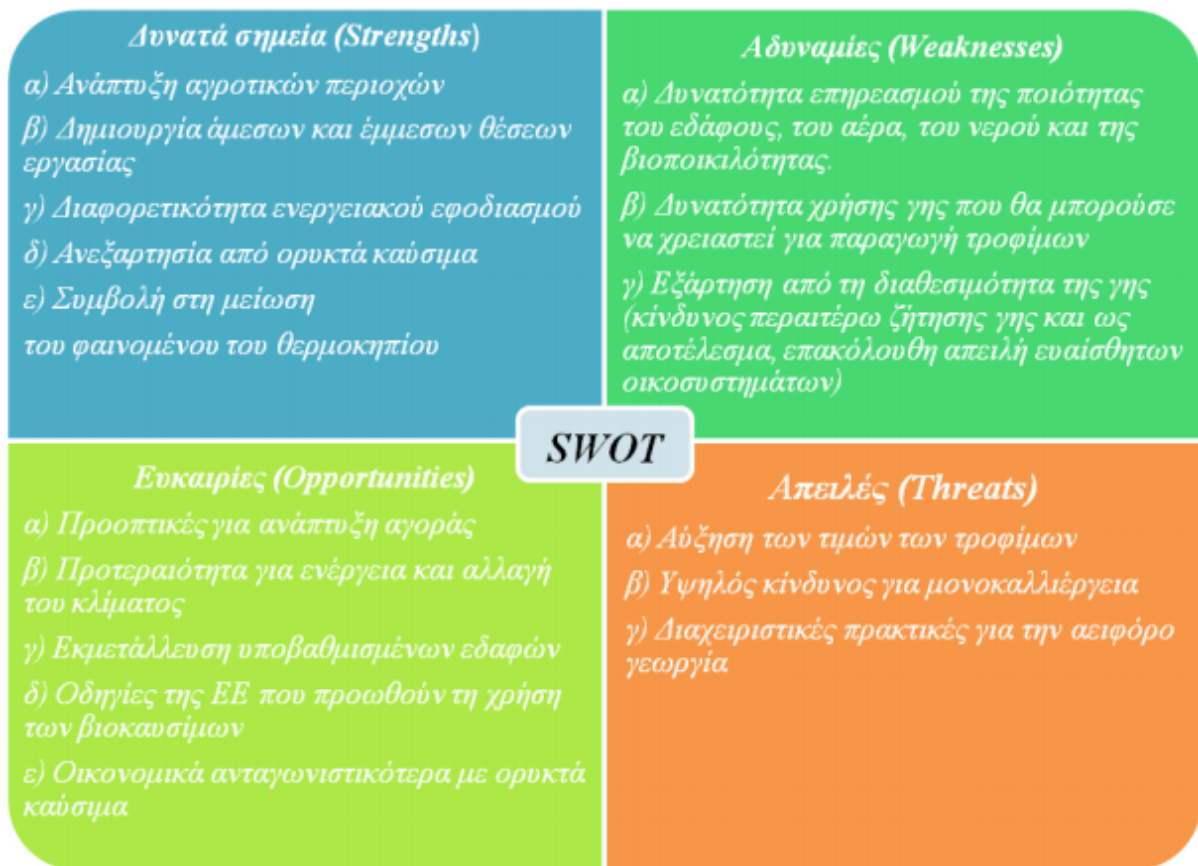 Δυνατά σημεία (Strengths)
α) Ανάπτυξη αγροτικών περιοχών
β) Δημιουργία άμεσων και έμμεσων θέσεων
εργασίας
γ) Διαφορετικότητα ενεργειακού εφοδιασμού
δ) Ανεξαρτησία από ορυκτά καύσιμα
ε) Συμβολή στη μείωση
του φαινομένου του θερμοκηπίου
Αδυναμίες (Weaknesses)
α) Δυνατότητα επηρεασμού της ποιότητας
του εδάφους, του αέρα, του νερού και της
βιοποικιλότητας.
β) Δυνατότητα χρήσης γης που θα μπορούσε
να χρειαστεί για παραγωγή τροφίμων
γ) Εξάρτηση από τη διαθεσιμότητα της γης
(κίνδυνος περαιτέρω ζήτησης γης και ως
αποτέλεσμα, επακόλουθη απειλή ευαίσθητων
οικοσυστημάτων)
SWOT
Ευκαιρίες (Opportunities)
α) Προοπτικές για ανάπτυξη αγοράς
β) Προτεραιότητα για ενέργεια και αλλαγή
του κλίματος
γ) Εκμετάλλευση υποβαθμισμένων εδαφών
δ) Οδηγίες της ΕΕ που προωθούν τη χρήση
των βιοκαυσίμων
ε) Οικονομικά ανταγωνιστικότερα με ορυκτά
καύσιμα
Απειλές (Threats)
α) Αύξηση των τιμών των τροφίμων
β) Υψηλός κίνδυνος για μονοκαλλιέργεια
γ) Διαχειριστικές πρακτικές για την αειφόρο
γεωργία